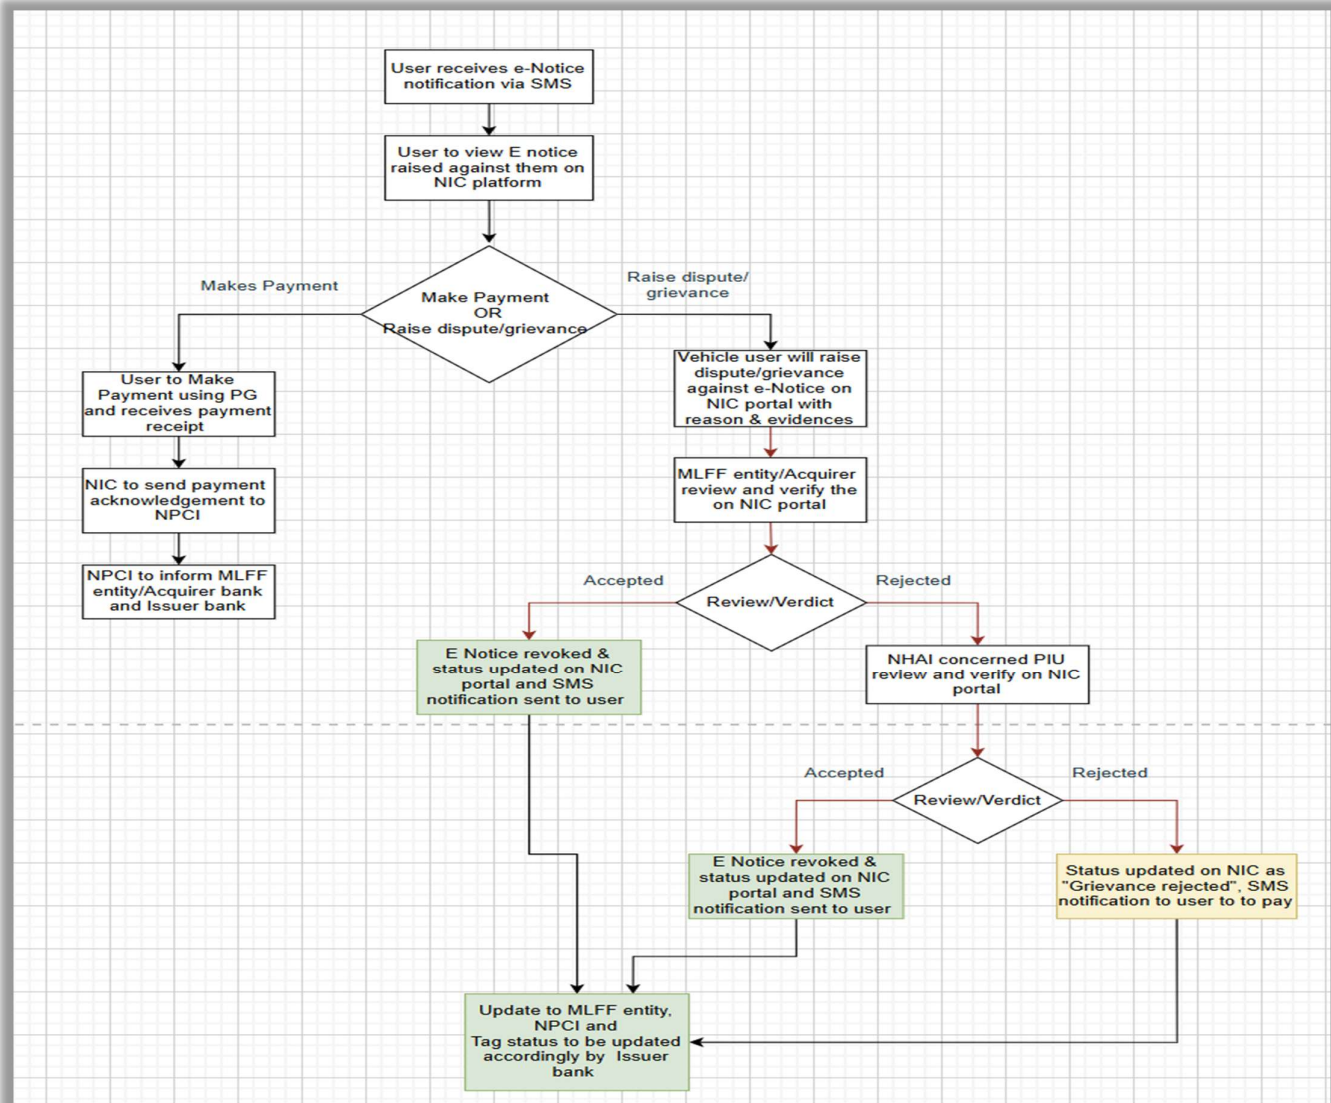 User receives e-Notice
notification via SMS
User to view E notice
raised against them on
NIC platform
Makes Payment
Make Payment
OR
Raise dispute/grievance
Raise dispute/
grievance
User to Make
Payment using PG
and receives payment
receipt
NIC to send payment
acknowledgement to
NPCI
NPCI to inform MLFF
entity/Acquirer bank
and Issuer bank
Vehicle user will raise
dispute/grievance
against e-Notice on
NIC portal with
reason & evidences
MLFF entity/Acquirer
review and verify the
on NIC portal
Accepted
Review/Verdict
Rejected
E Notice revoked &
status updated on NIC
portal and SMS
notification sent to user
NHAI concerned PIU
review and verify on NIC
portal
Accepted
Review/Verdict
Rejected
E Notice revoked &
status updated on NIC
portal and SMS
notification sent to user
Status updated on NIC as
"Grievance rejected", SMS
notification to user to to pay
Update to MLFF entity,
NPCI and
Tag status to be updated
accordingly by Issuer
bank